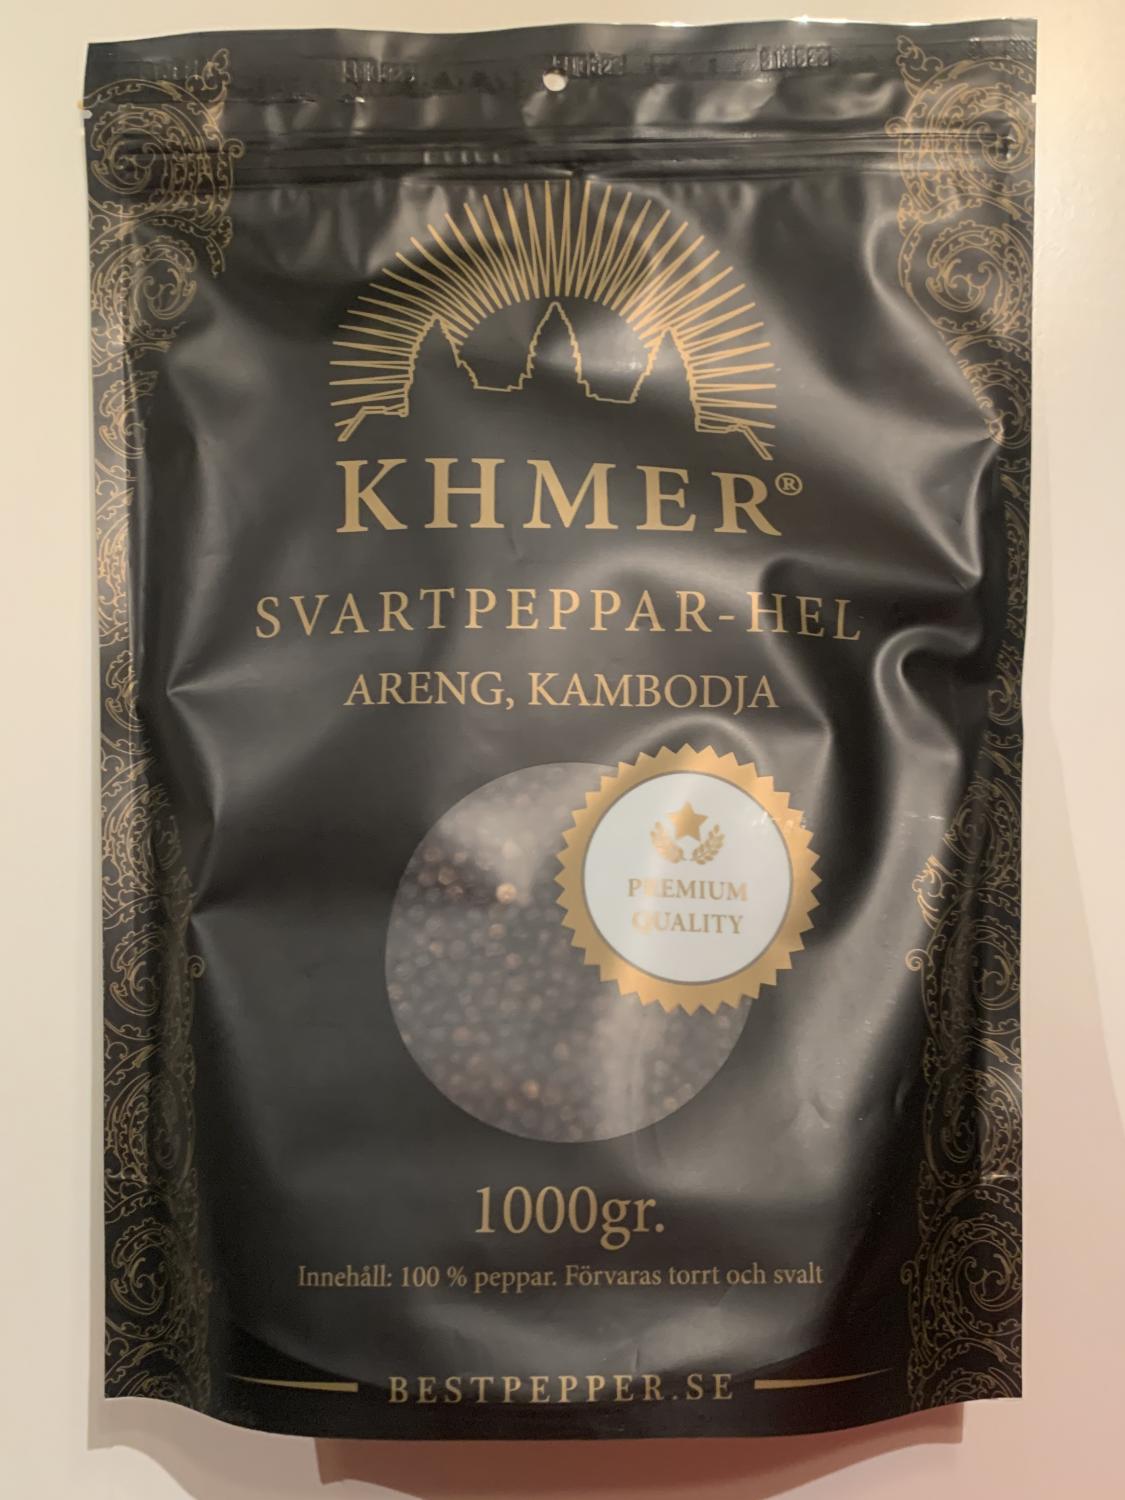 KHMER®
SVARTPEPPAR-HEL
ARENG, KAMBODJA
PREMIUM
QUALITY
1000gr.
Innehåll: 100 % peppar. Förvaras torrt och svalt
BESTPEPPER.SE